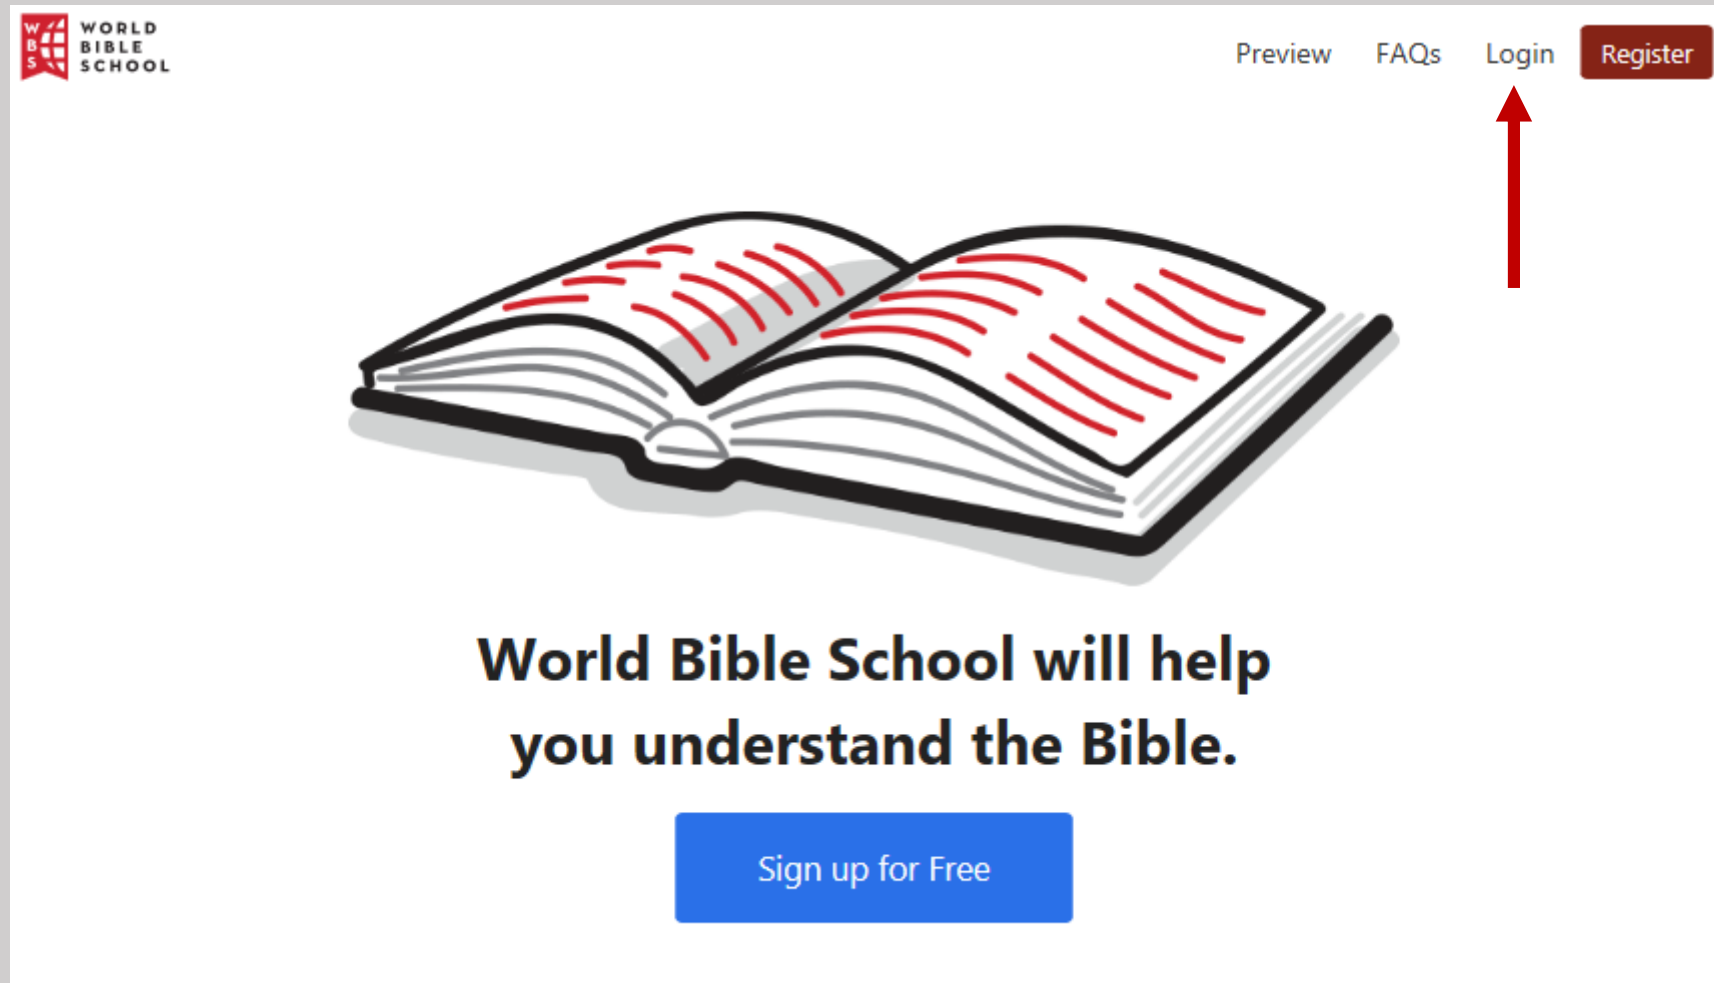 WBS
WORLD
BIBLE
SCHOOL
Preview FAQs Login Register
World Bible School will help
you understand the Bible.
Sign up for Free